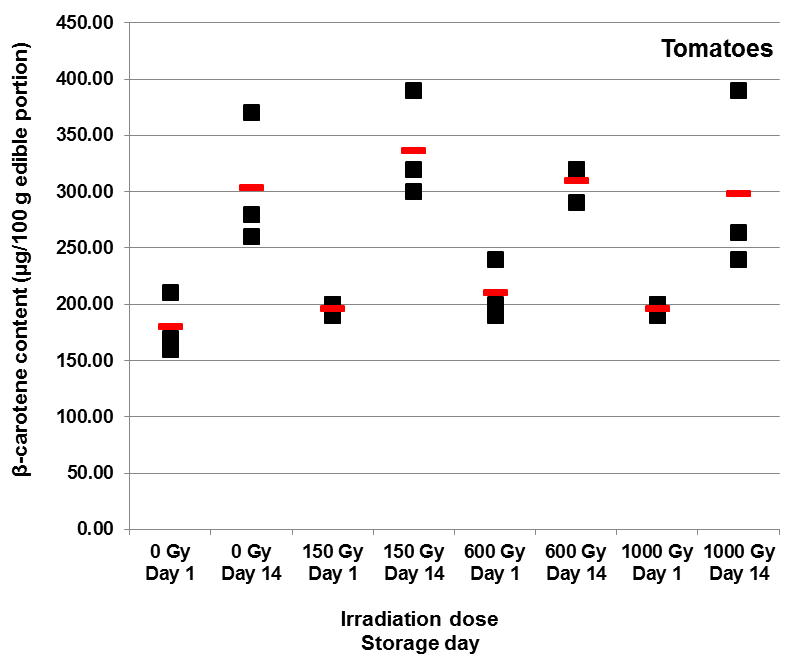 Tomatoes
β-carotene content (µg/100 g edible portion)
450.00
400.00
350.00
300.00
250.00
200.00
150.00
100.00
50.00
0.00
0 Gy 0 Gy 150 Gy 150 Gy 600 Gy 600 Gy 1000 Gy 1000 Gy
Day 1 Day 14 Day 1 Day 14 Day 1 Day 14 Day 1 Day 14
Irradiation dose
Storage day